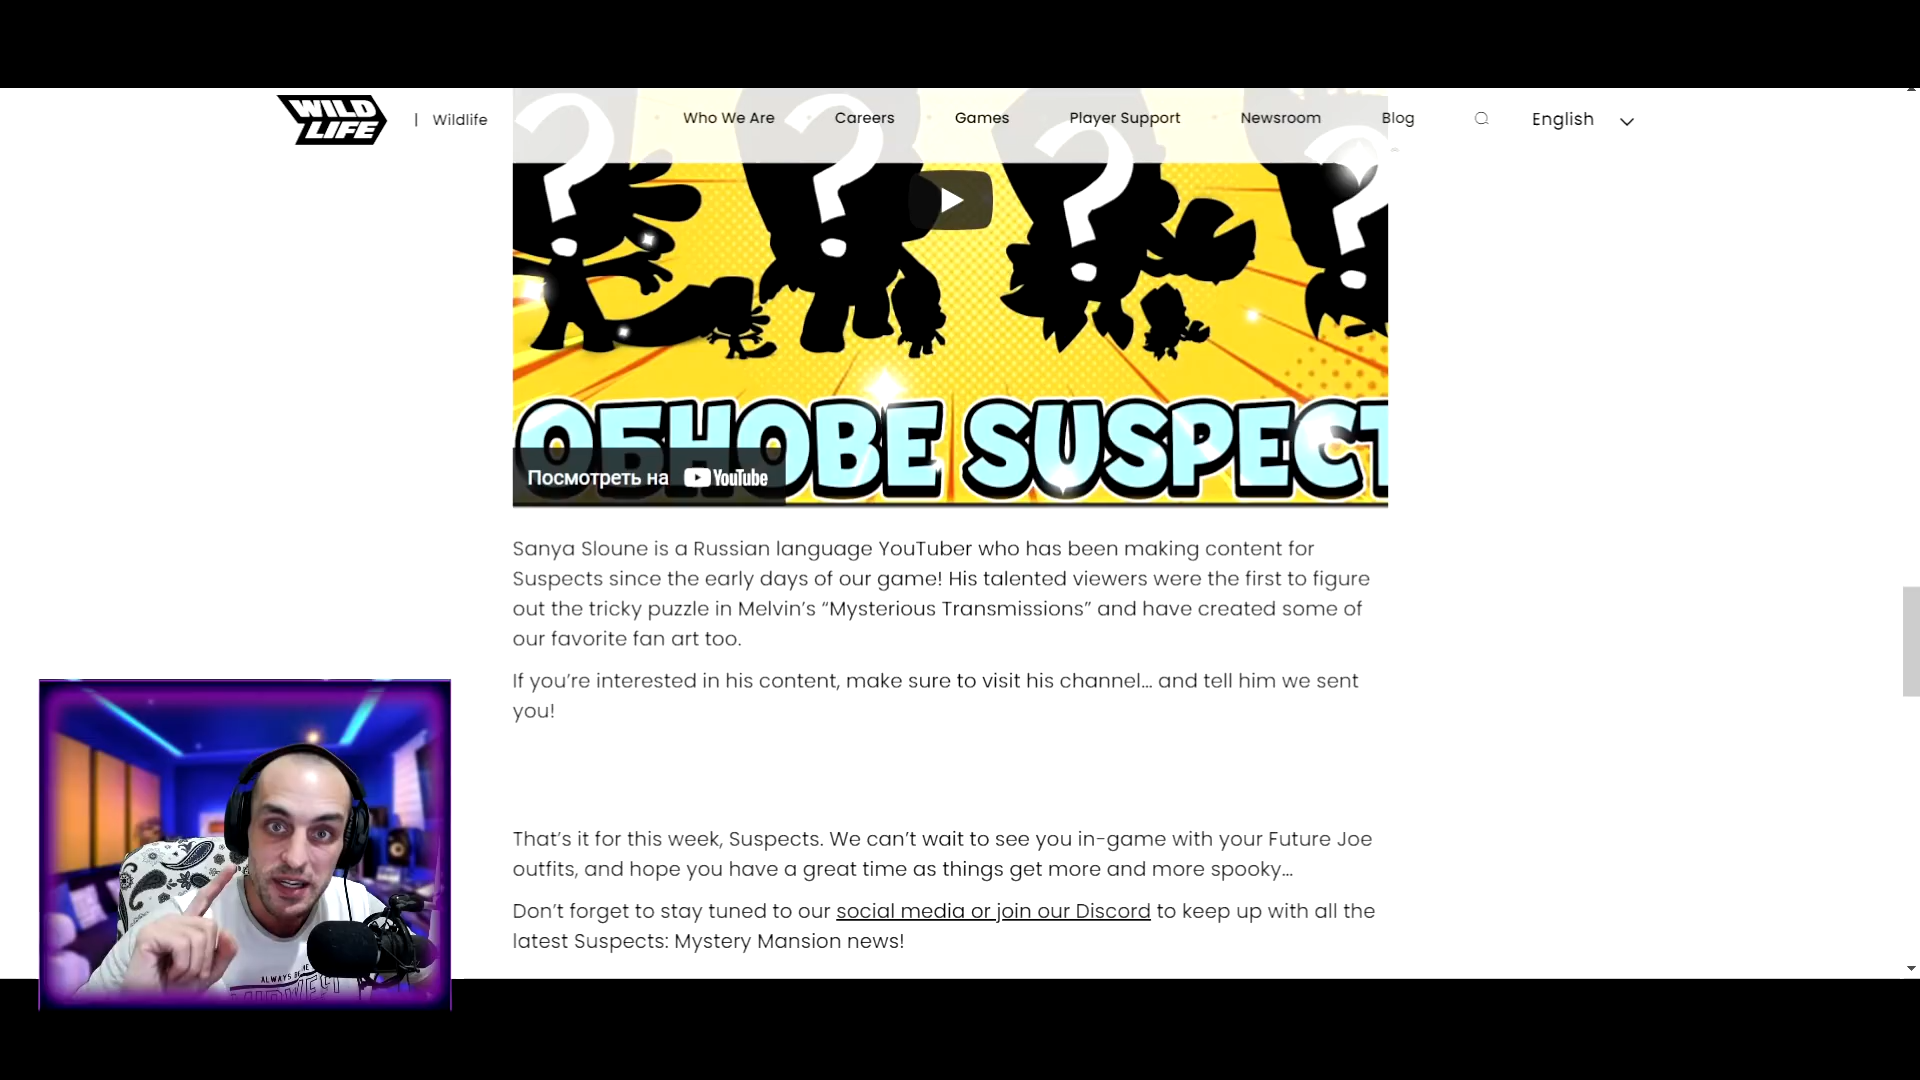 WILD LIFE
| Wildlife
Who We Are
Careers
Games
Player Support
Newsroom
Blog
English
?
?
?
?
ОБНОВЕ SUSPECT
Посмотреть на YouTube
Sanya Sloune is a Russian language YouTuber who has been making content for
Suspects since the early days of our game! His talented viewers were the first to figure
out the tricky puzzle in Melvin’s “Mysterious Transmissions” and have created some of
our favorite fan art too.
If you’re interested in his content, make sure to visit his channel… and tell him we sent
you!
That’s it for this week, Suspects. We can’t wait to see you in-game with your Future Joe
outfits, and hope you have a great time as things get more and more spooky…
Don’t forget to stay tuned to our social media or join our Discord to keep up with all the
latest Suspects: Mystery Mansion news!
ALWAYS